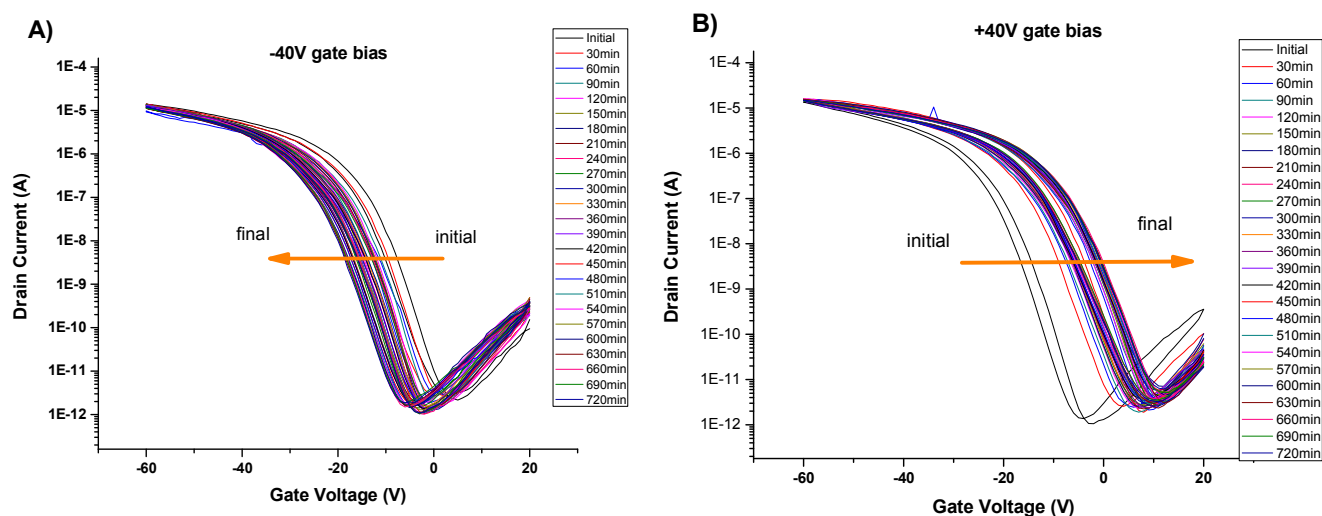 A)
-40V gate bias
1E-4
1E-5
1E-6
1E-7
1E-8
1E-9
1E-10
1E-11
1E-12
Drain Current (A)
final
initial
-60
-40
-20
0
20
Gate Voltage (V)
Initial
30min
60min
90min
120min
150min
180min
210min
240min
270min
300min
330min
360min
390min
420min
450min
480min
510min
540min
570min
600min
630min
660min
690min
720min
B)
+40V gate bias
1E-4
1E-5
1E-6
1E-7
1E-8
1E-9
1E-10
1E-11
1E-12
Drain Current (A)
initial
final
-60
-40
-20
0
20
Gate Voltage (V)
Initial
30min
60min
90min
120min
150min
180min
210min
240min
270min
300min
330min
360min
390min
420min
450min
480min
510min
540min
570min
600min
630min
660min
690min
720min